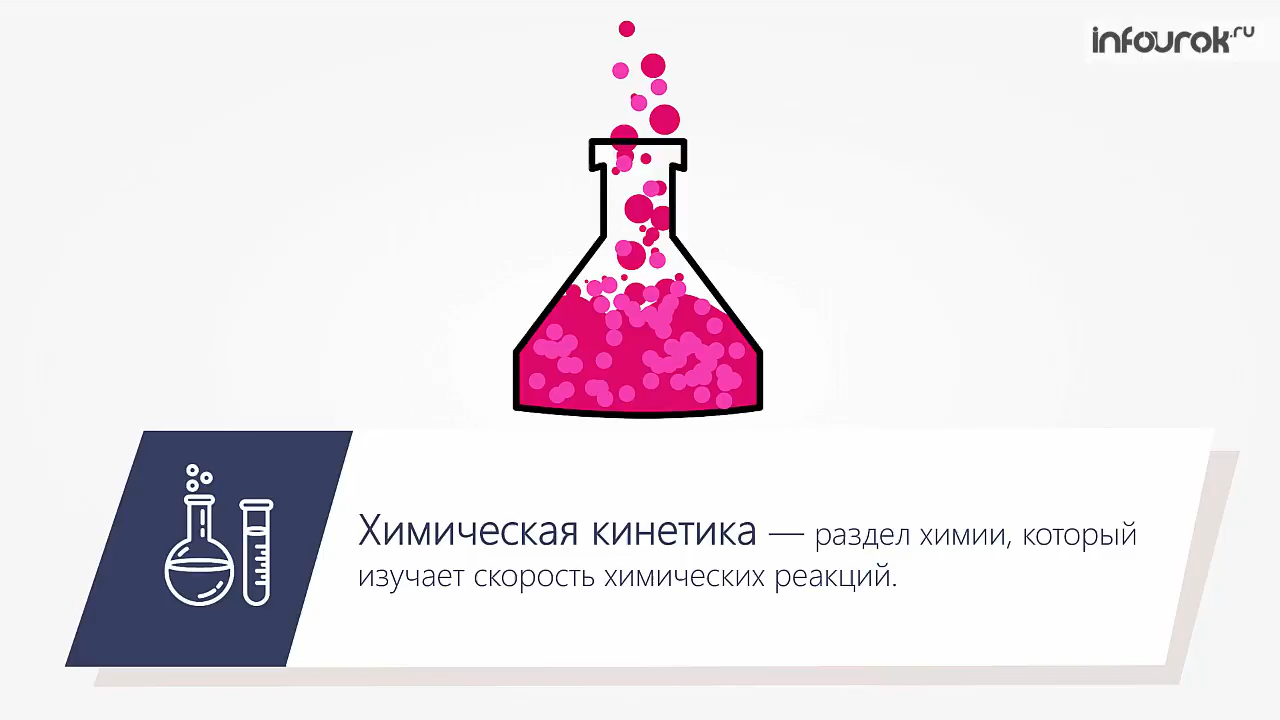 infourok.ru
Химическая кинетика — раздел химии, который
изучает скорость химических реакций.